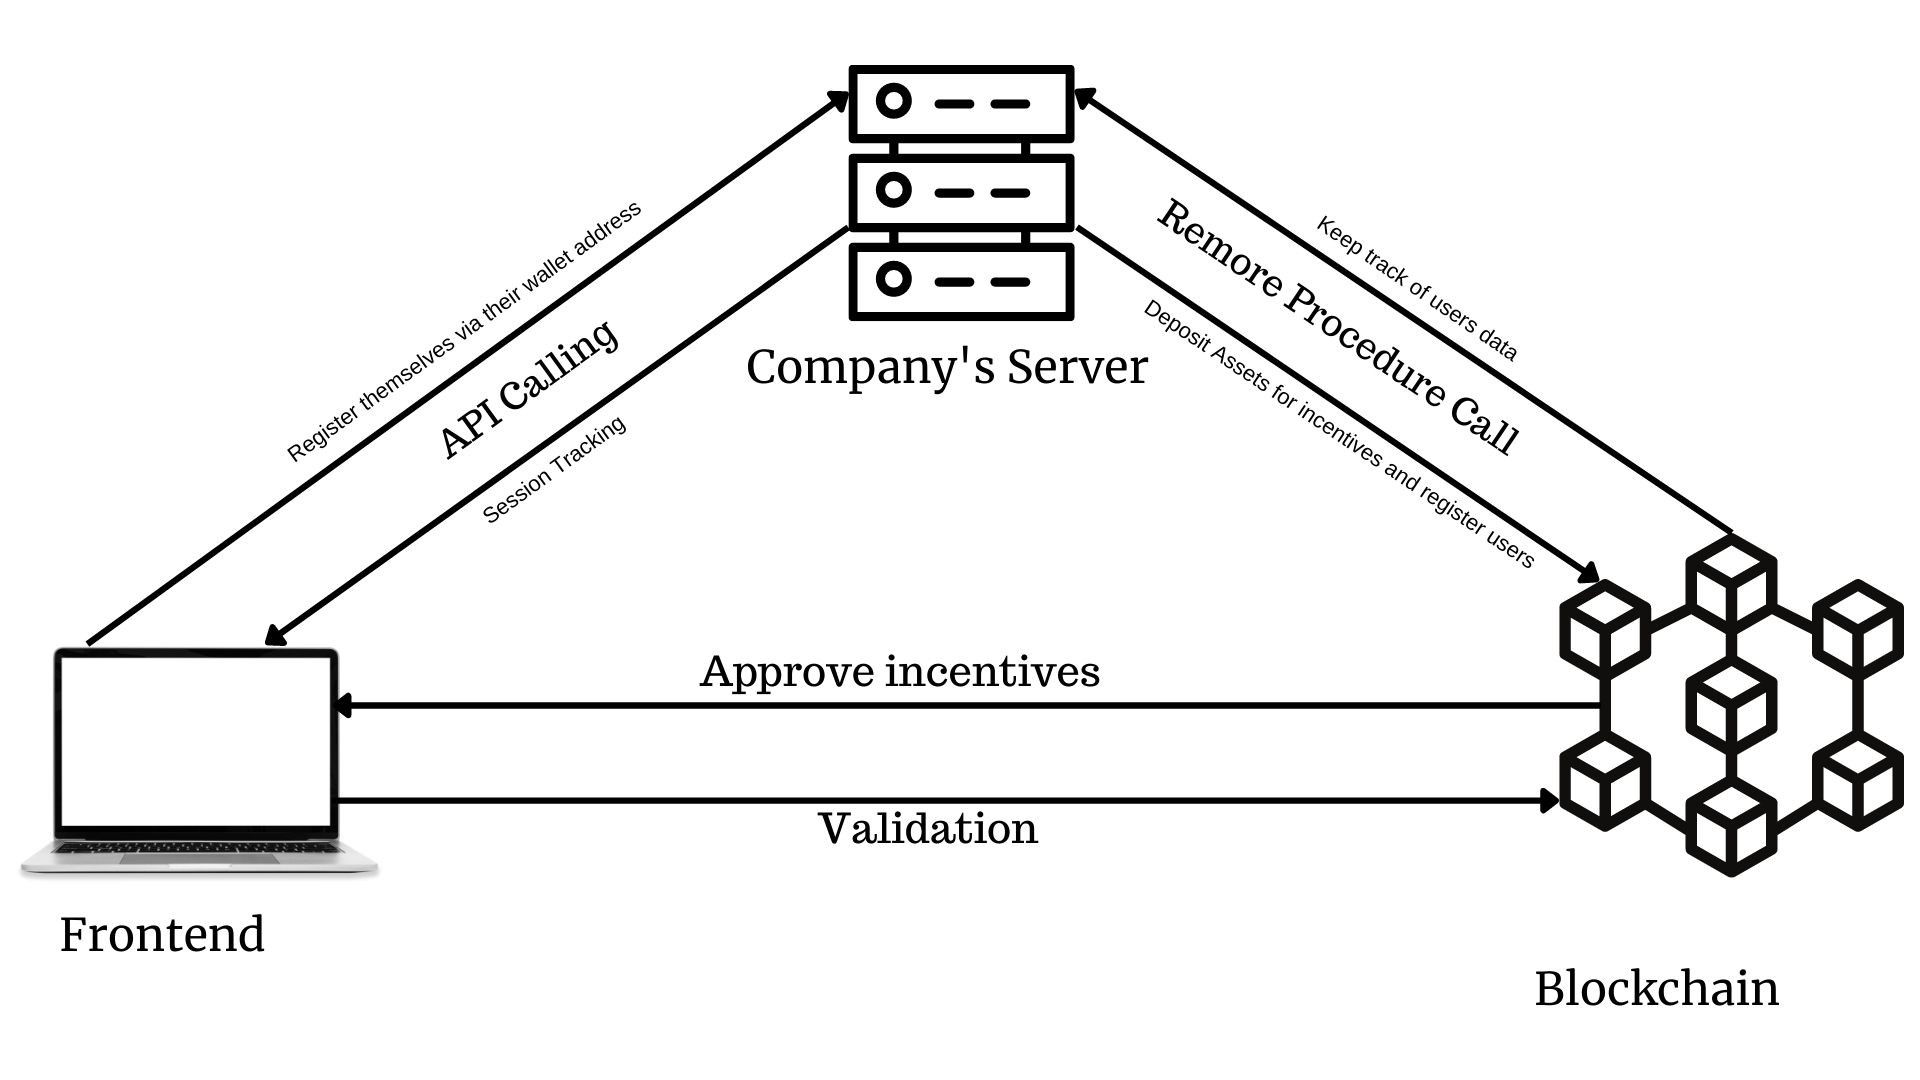 Register themselves via their wallet address
API Calling
Session Tracking
Company's Server
Keep track of users data
Remore Procedure Call
Deposit Assets for incentives and register users
Approve incentives
Validation
Frontend
Blockchain